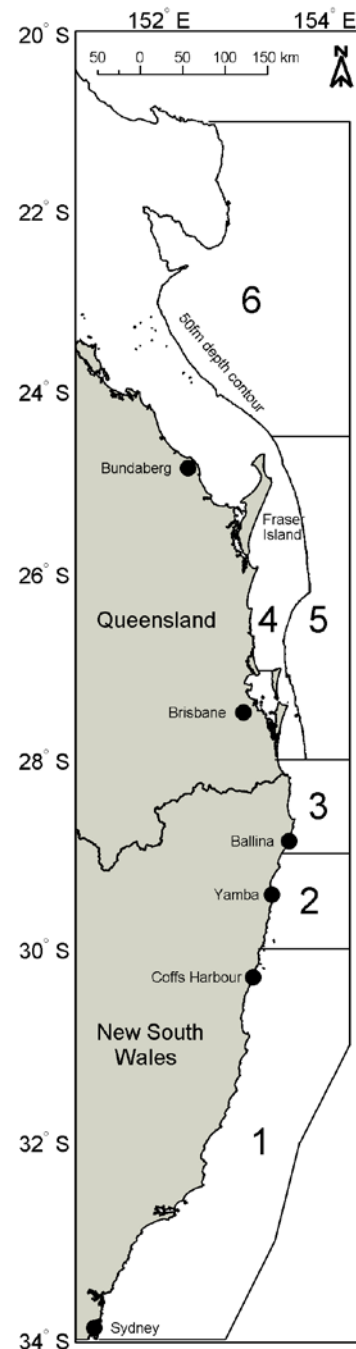 152° E
154° E
20° S
50 0 50 100 150 km
N
22° S
6
50fm depth contour
24° S
Bundaberg
Fraser
Island
26° S
Queensland
4
5
Brisbane
28° S
3
Ballina
Yamba
2
30° S
Coffs Harbour
New South
Wales
1
32° S
Sydney
34° S